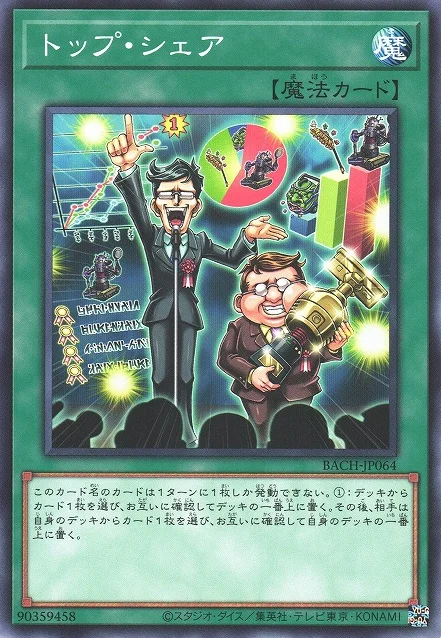 トップ・シェア
魔
【魔法カード】
1
BACH-JP064
このカード名のカードは１ターンに１枚しか発動できない。①：デッキから
カード１枚を選び、お互いに確認してデッキの一番上に置く。その後、相手は
自身のデッキからカード１枚を選び、お互いに確認して自身のデッキの一番
上に置く。
90359458
©スタジオ・ダイス/集英社・テレビ東京・KONAMI